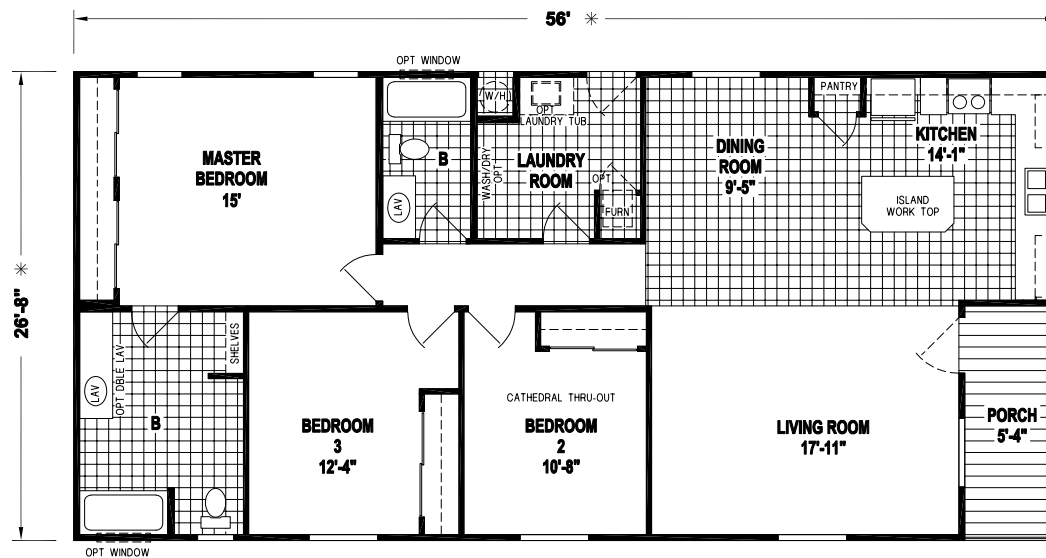 56' ✳
OPT WINDOW
W/H
OPT
LAUNDRY TUB
PANTRY
KITCHEN
14'-1"
MASTER
BEDROOM
15'
B
LAV
WASH/DRY
OPT
LAUNDRY
ROOM
OPT
FURN
DINING
ROOM
9'-5"
ISLAND
WORK TOP
26'-8" ✳
SHELVES
OPT DBLE LAV
LAV
B
BEDROOM
3
12'-4"
CATHEDRAL THRU-OUT
BEDROOM
2
10'-8"
LIVING ROOM
17'-11"
PORCH
5'-4"
OPT WINDOW